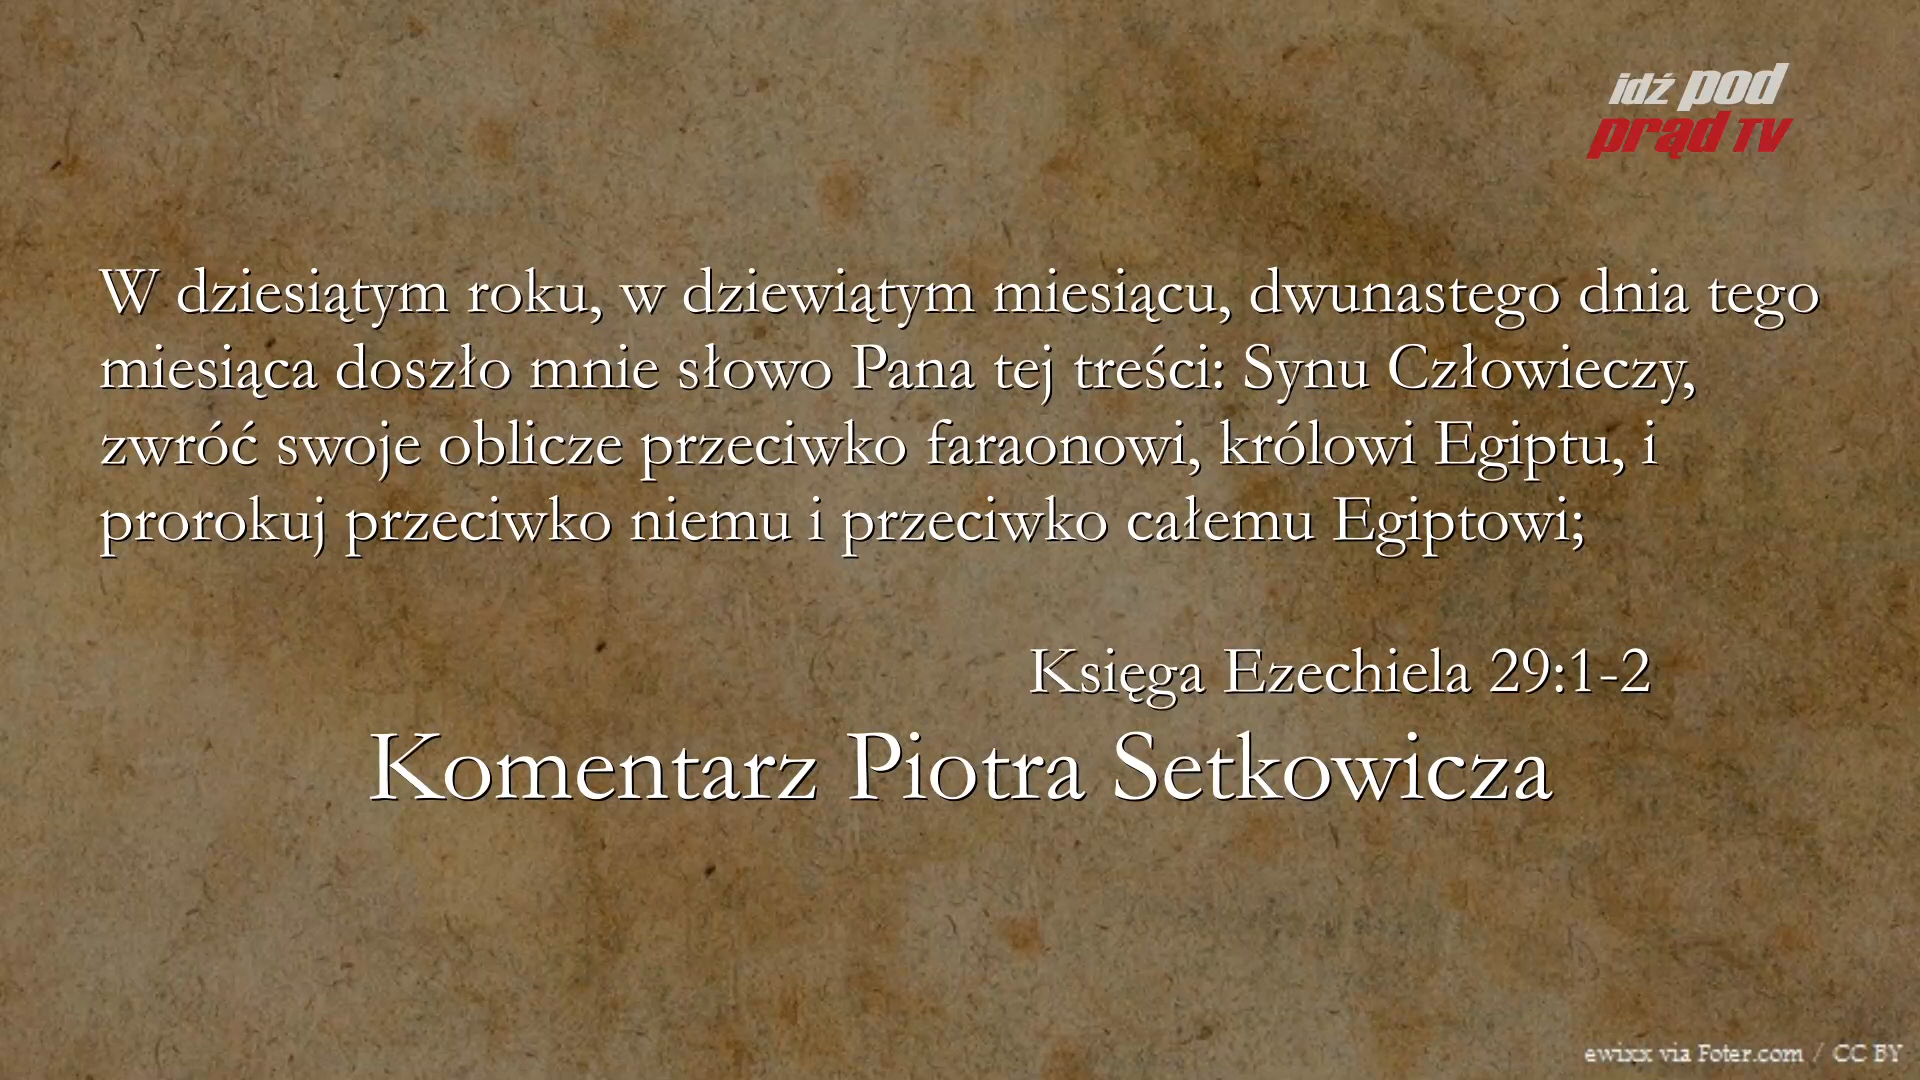 idź pod
prąd TV
W dziesiątym roku, w dziewiątym miesiącu, dwunastego dnia tego
miesiąca doszło mnie słowo Pana tej treści: Synu Człowieczy,
zwróć swoje oblicze przeciwko faraonowi, królowi Egiptu, i
prorokuj przeciwko niemu i przeciwko całemu Egiptowi;
Księga Ezechiela 29:1-2
Komentarz Piotra Setkowicza
ewixx via Foter.com / CC BY